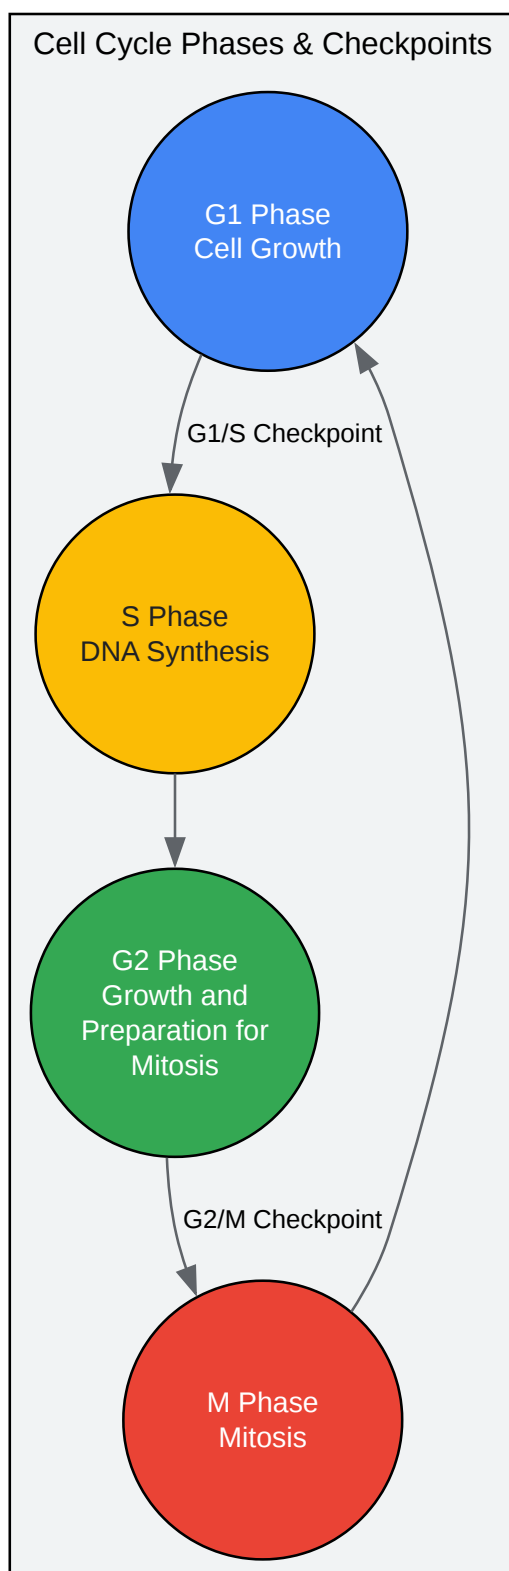 Cell Cycle Phases & Checkpoints
G1 Phase
Cell Growth
G1/S Checkpoint
S Phase
DNA Synthesis
G2 Phase
Growth and
Preparation for
Mitosis
G2/M Checkpoint
M Phase
Mitosis